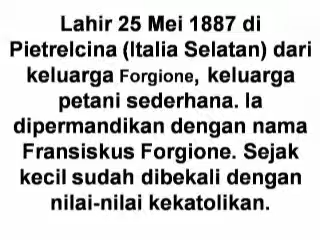 Lahir 25 Mei 1887 di
Pietrelcina (Italia Selatan) dari
keluarga Forgione, keluarga
petani sederhana. Ia
dipermandikan dengan nama
Fransiskus Forgione. Sejak
kecil sudah dibekali dengan
nilai-nilai kekatolikan.